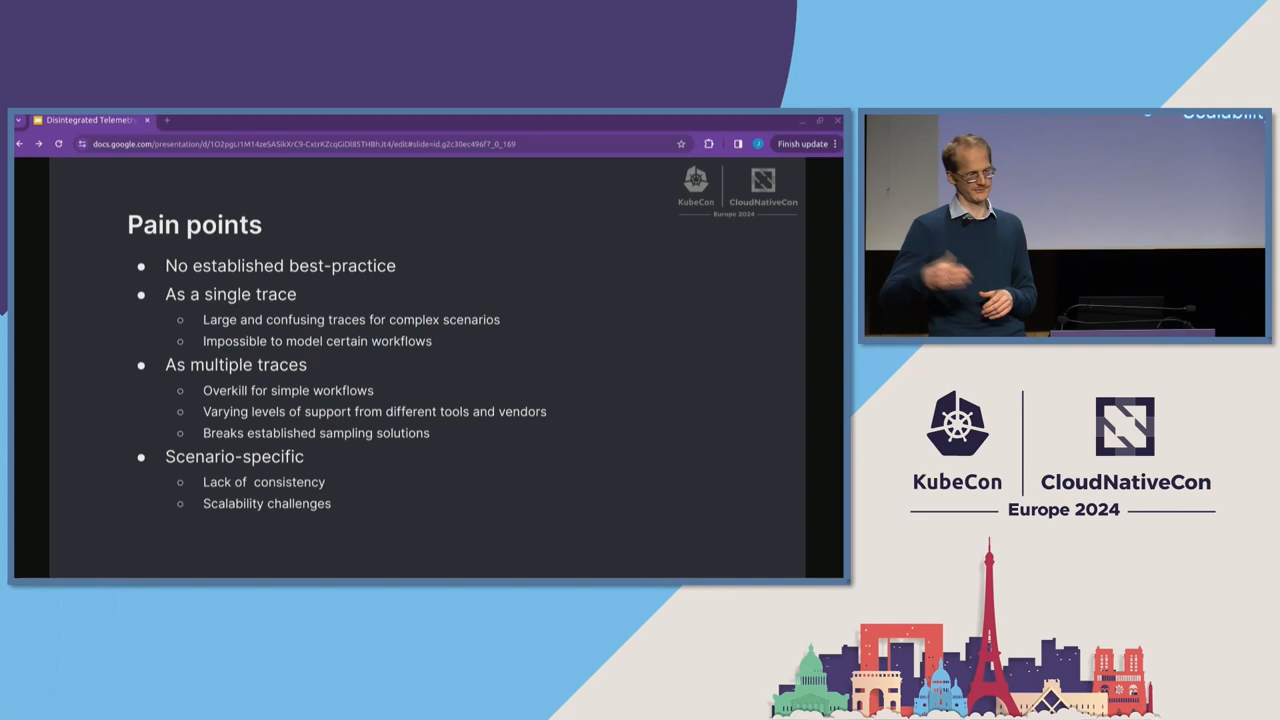 Disintegrated Telemetry
docs.google.com/presentation/d/1O2pgLI1M14zeSASikXrC9-CxtrKZcqGiDl85THBhJt4/edit#slide=id.g2c30ec496f7_0_169
Finish update
KubeCon
CloudNativeCon
Europe 2024
Pain points
No established best-practice
As a single trace
Large and confusing traces for complex scenarios
Impossible to model certain workflows
As multiple traces
Overkill for simple workflows
Varying levels of support from different tools and vendors
Breaks established sampling solutions
Scenario-specific
Lack of consistency
Scalability challenges
KubeCon
CloudNativeCon
Europe 2024